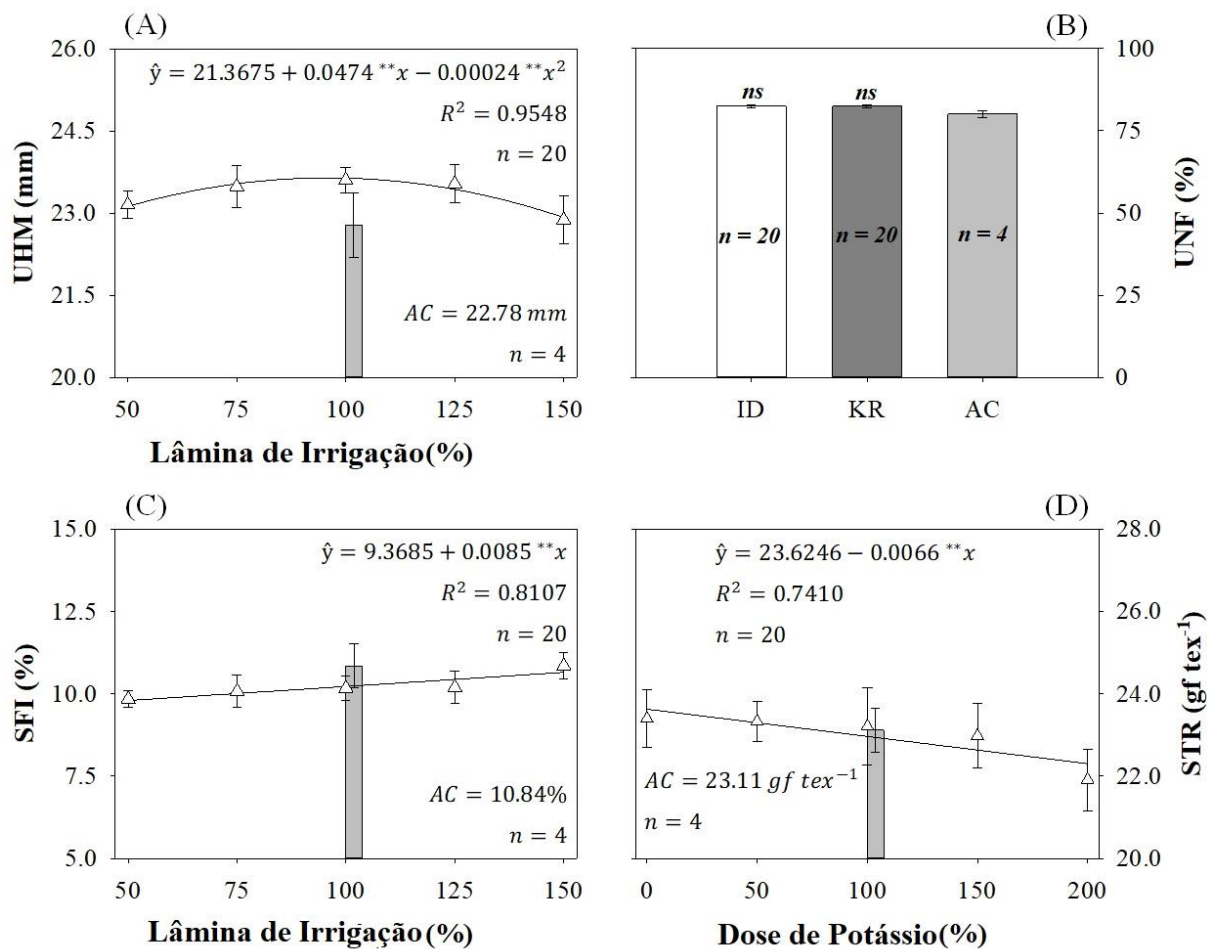 (A)
26.0
24.5
23.0
21.5
20.0
UHM (mm)
ŷ = 21.3675 + 0.0474 **x − 0.00024 **x²
R² = 0.9548
n = 20
AC = 22.78 mm
n = 4
50 75 100 125 150
Lâmina de Irrigação(%)
(B)
100
75
50
25
0
UNF (%)
ns ns
n = 20 n = 20 n = 4
ID KR AC
(C)
15.0
12.5
10.0
7.5
5.0
SFI (%)
ŷ = 9.3685 + 0.0085 **x
R² = 0.8107
n = 20
AC = 10.84%
n = 4
50 75 100 125 150
Lâmina de Irrigação(%)
(D)
28.0
26.0
24.0
22.0
20.0
STR (gf tex⁻¹)
ŷ = 23.6246 − 0.0066 **x
R² = 0.7410
n = 20
AC = 23.11 gf tex⁻¹
n = 4
0 50 100 150 200
Dose de Potássio(%)